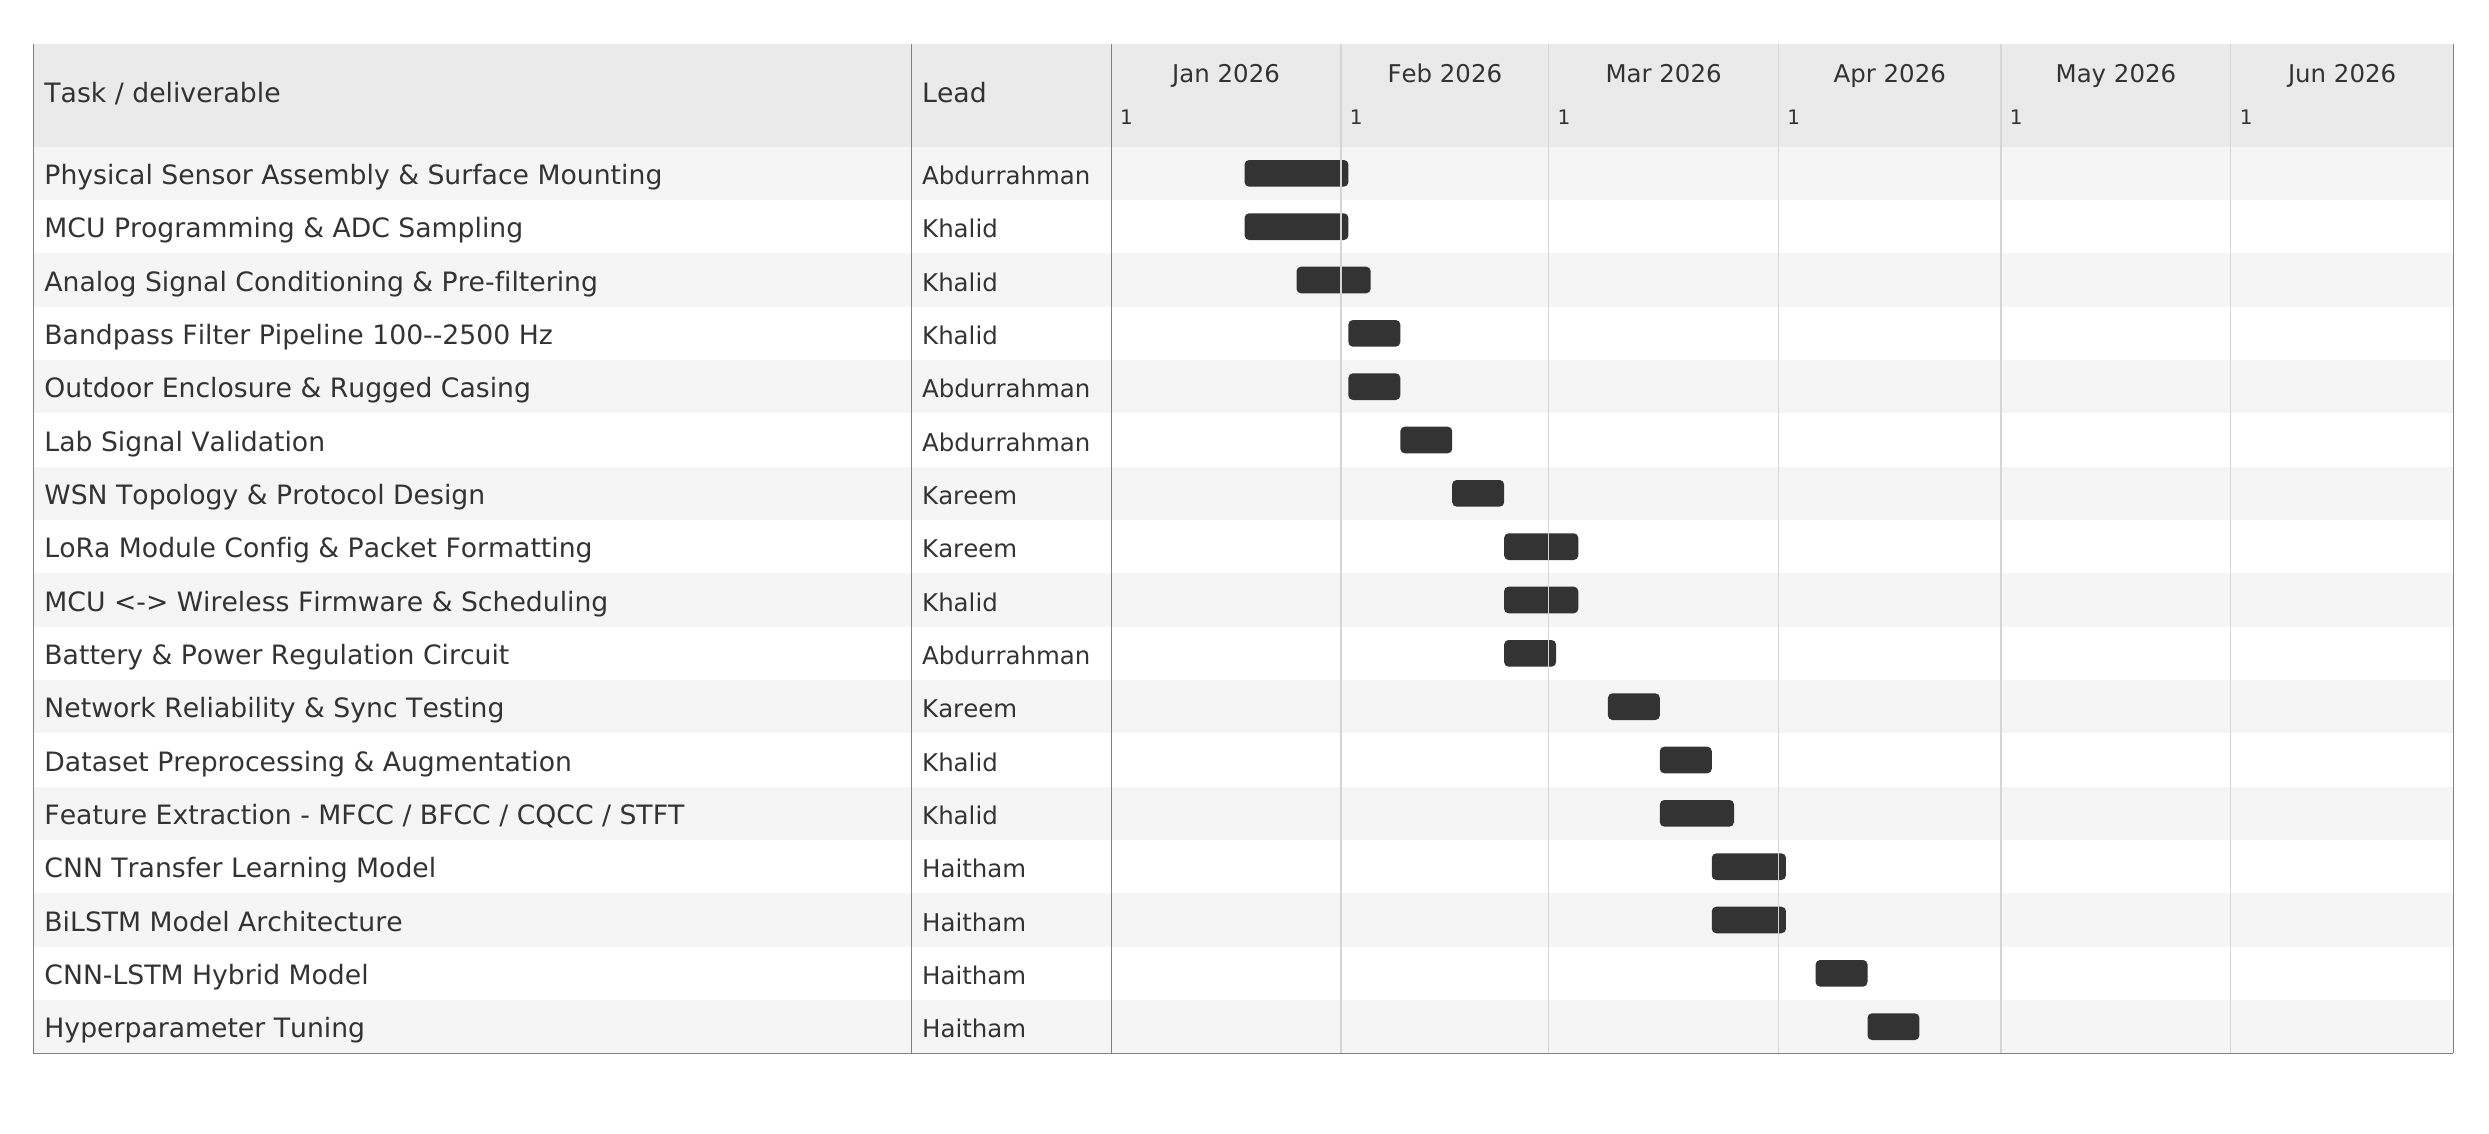 Task / deliverable Lead Jan 2026 Feb 2026 Mar 2026 Apr 2026 May 2026 Jun 2026
1 1 1 1 1 1
Physical Sensor Assembly & Surface Mounting Abdurrahman
MCU Programming & ADC Sampling Khalid
Analog Signal Conditioning & Pre-filtering Khalid
Bandpass Filter Pipeline 100--2500 Hz Khalid
Outdoor Enclosure & Rugged Casing Abdurrahman
Lab Signal Validation Abdurrahman
WSN Topology & Protocol Design Kareem
LoRa Module Config & Packet Formatting Kareem
MCU <-> Wireless Firmware & Scheduling Khalid
Battery & Power Regulation Circuit Abdurrahman
Network Reliability & Sync Testing Kareem
Dataset Preprocessing & Augmentation Khalid
Feature Extraction - MFCC / BFCC / CQCC / STFT Khalid
CNN Transfer Learning Model Haitham
BiLSTM Model Architecture Haitham
CNN-LSTM Hybrid Model Haitham
Hyperparameter Tuning Haitham